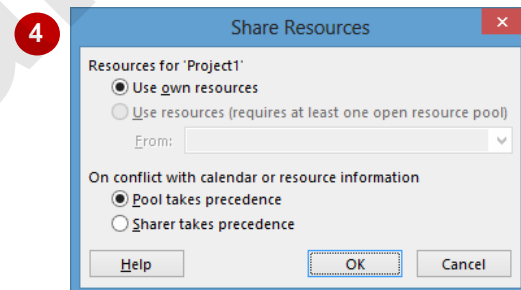 4
Share Resources
Resources for 'Project1'
Use own resources
Use resources (requires at least one open resource pool)
From:
On conflict with calendar or resource information
Pool takes precedence
Sharer takes precedence
Help OK Cancel